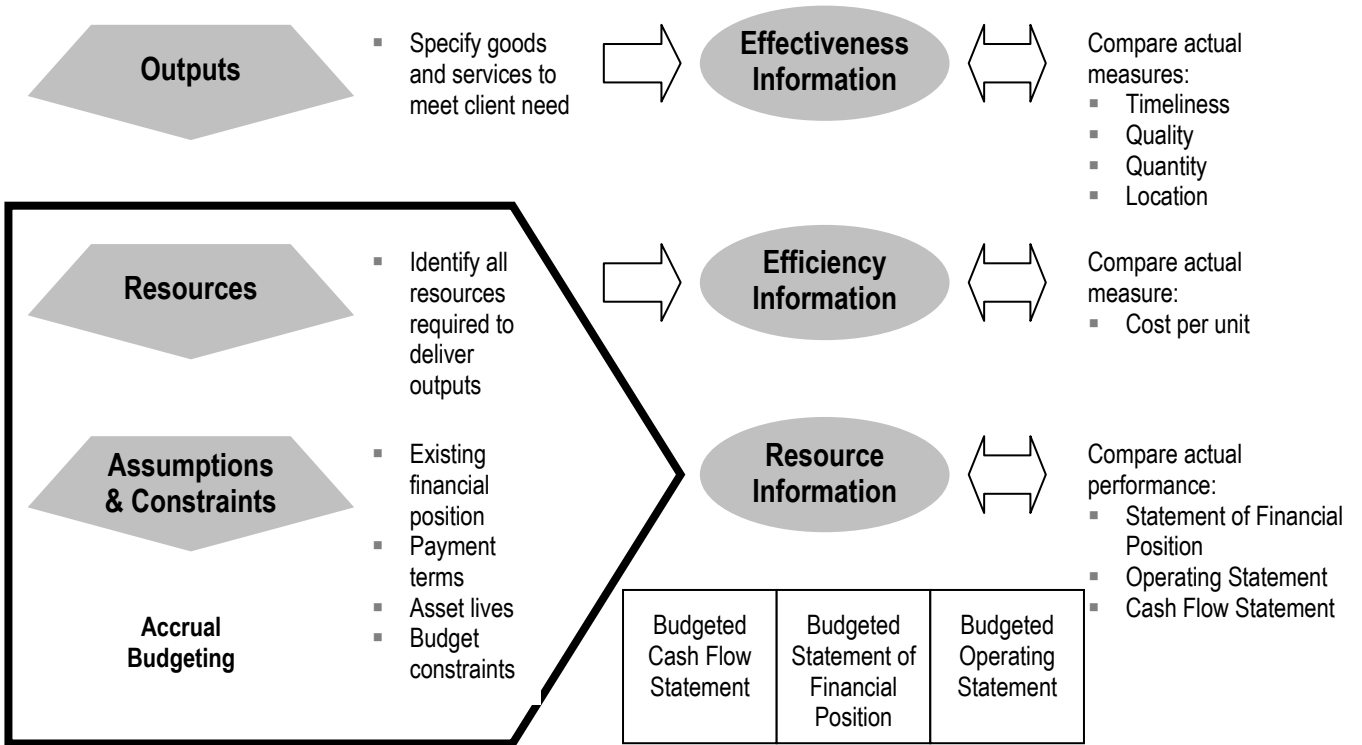 Outputs
▪ Specify goods
and services to
meet client need
Effectiveness
Information
Compare actual
measures:
▪ Timeliness
▪ Quality
▪ Quantity
▪ Location
Resources
▪ Identify all
resources
required to
deliver
outputs
Efficiency
Information
Compare actual
measure:
▪ Cost per unit
Assumptions
& Constraints
▪ Existing
financial
position
▪ Payment
terms
▪ Asset lives
▪ Budget
constraints
Accrual
Budgeting
Resource
Information
Compare actual
performance:
▪ Statement of Financial
Position
▪ Operating Statement
▪ Cash Flow Statement
Budgeted
Cash Flow
Statement
Budgeted
Statement of
Financial
Position
Budgeted
Operating
Statement